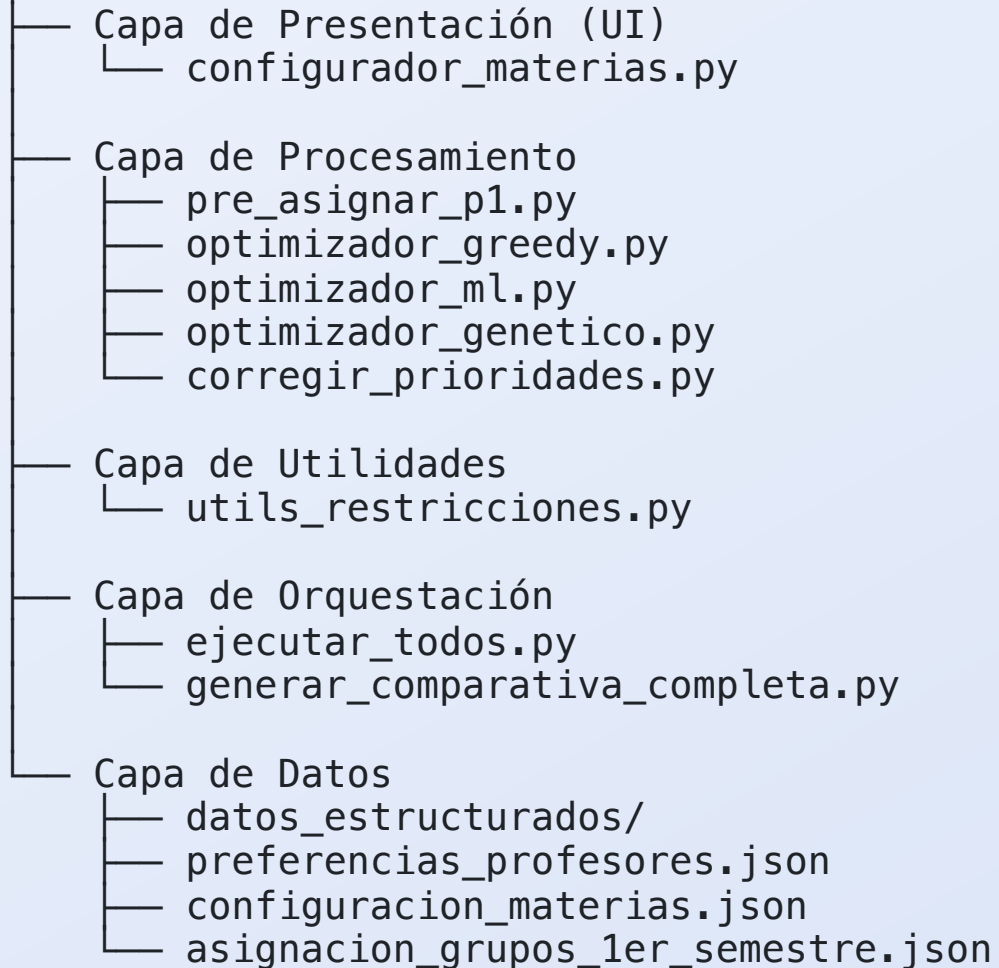 ├── Capa de Presentación (UI)
│   └── configurador_materias.py
│
├── Capa de Procesamiento
│   ├── pre_asignar_p1.py
│   ├── optimizador_greedy.py
│   ├── optimizador_ml.py
│   ├── optimizador_genetico.py
│   └── corregir_prioridades.py
│
├── Capa de Utilidades
│   └── utils_restricciones.py
│
├── Capa de Orquestación
│   ├── ejecutar_todos.py
│   └── generar_comparativa_completa.py
│
└── Capa de Datos
    ├── datos_estructurados/
    ├── preferencias_profesores.json
    ├── configuracion_materias.json
    └── asignacion_grupos_1er_semestre.json